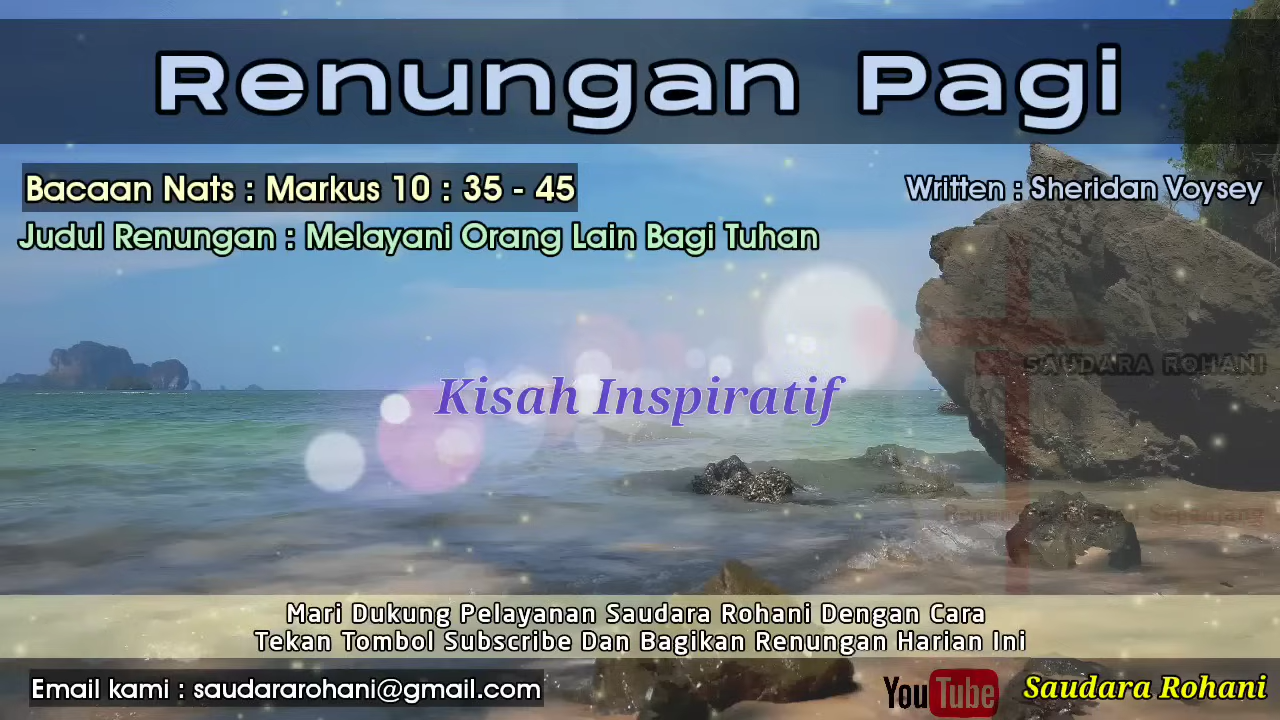 Renungan Pagi
Bacaan Nats : Markus 10 : 35 - 45
Written : Sheridan Voysey
Judul Renungan : Melayani Orang Lain Bagi Tuhan
SAUDARA ROHANI
Kisah Inspiratif
Mari Dukung Pelayanan Saudara Rohani Dengan Cara
Tekan Tombol Subscribe Dan Bagikan Renungan Harian Ini
Email kami : saudararohani@gmail.com
YouTube
Saudara Rohani